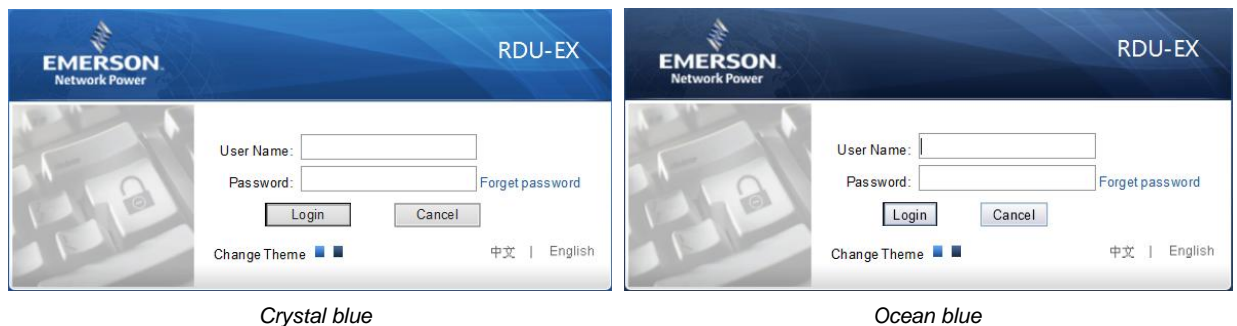 EMERSON.
Network Power
RDU-EX
User Name:
Password:
Forget password
Login
Cancel
Change Theme
中文 | English
Crystal blue
EMERSON.
Network Power
RDU-EX
User Name:
Password:
Forget password
Login
Cancel
Change Theme
中文 | English
Ocean blue